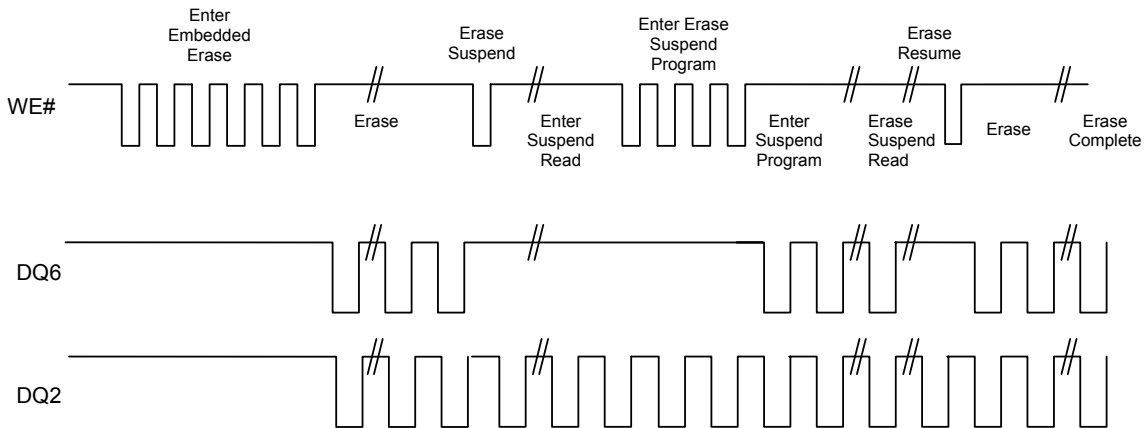 Enter
Embedded
Erase
Erase
Suspend
Enter Erase
Suspend
Program
Erase
Resume
WE#
Erase
Enter
Suspend
Read
Enter
Suspend
Program
Erase
Suspend
Read
Erase
Erase
Complete
DQ6
DQ2